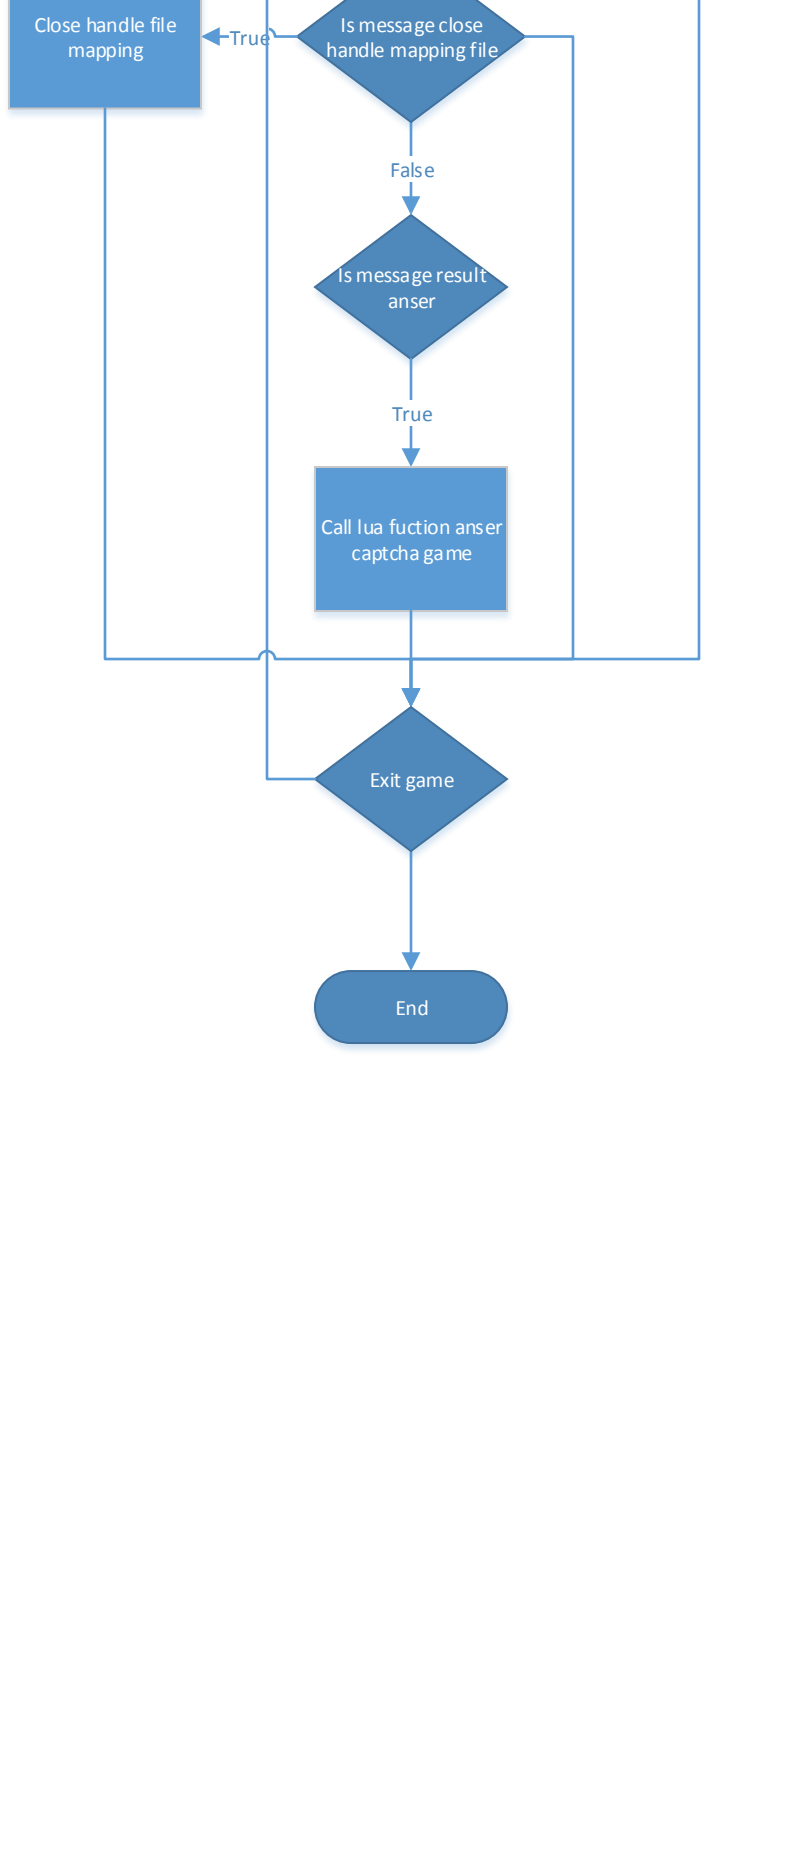 Close handle file
mapping
True
Is message close
handle mapping file
False
Is message result
anser
True
Call lua fuction anser
captcha game
Exit game
End